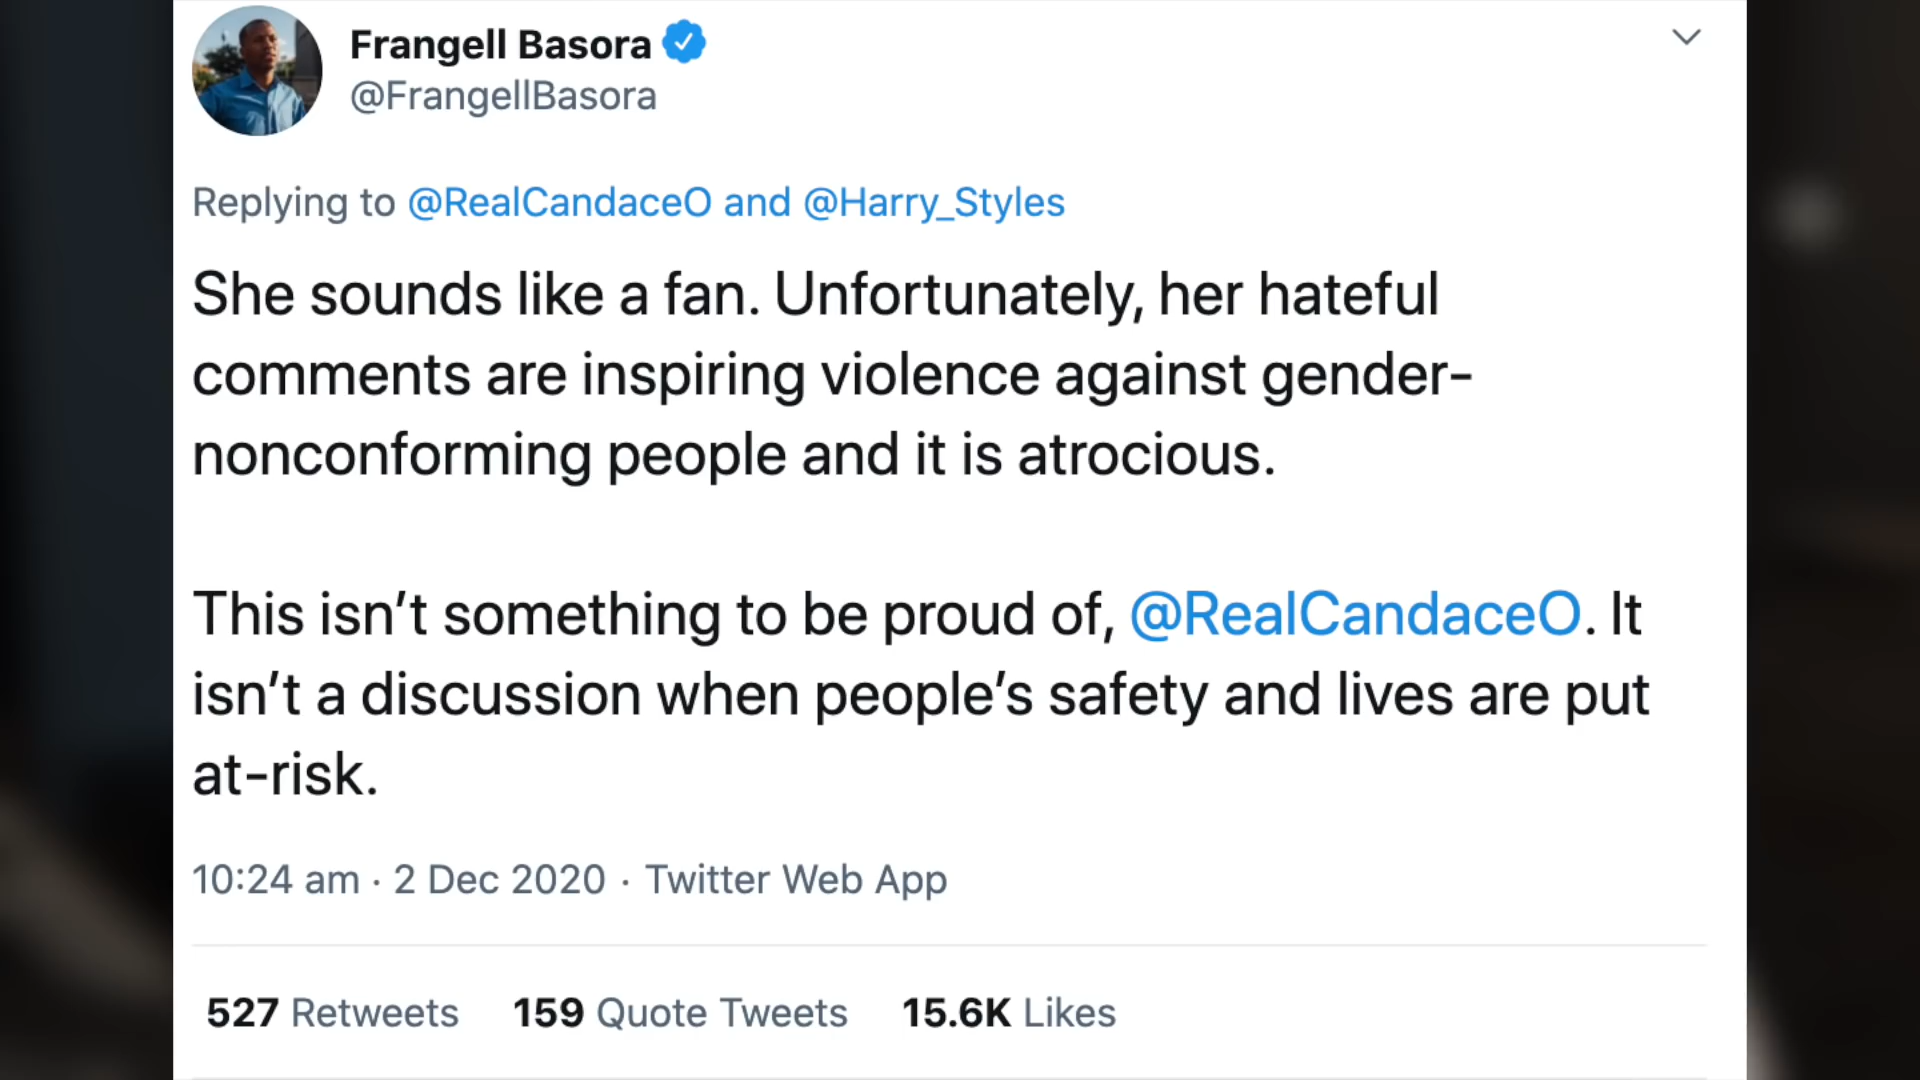 Frangell Basora
@FrangellBasora
Replying to @RealCandaceO and @Harry_Styles
She sounds like a fan. Unfortunately, her hateful
comments are inspiring violence against gender-
nonconforming people and it is atrocious.
This isn’t something to be proud of, @RealCandaceO. It
isn’t a discussion when people’s safety and lives are put
at-risk.
10:24 am · 2 Dec 2020 · Twitter Web App
527 Retweets 159 Quote Tweets 15.6K Likes